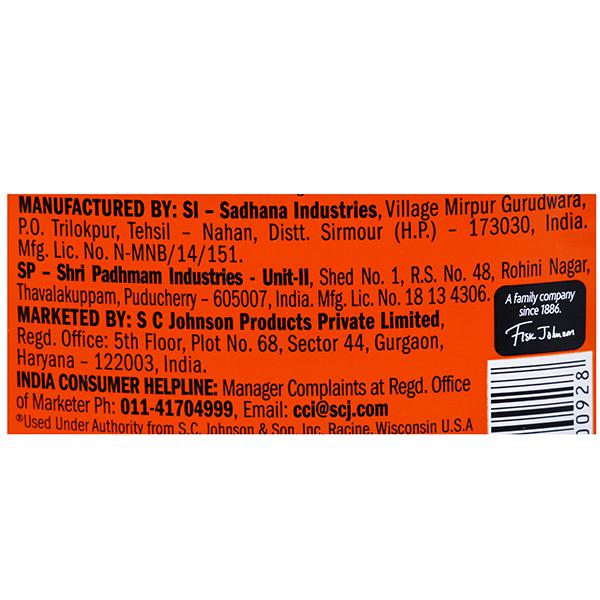 MANUFACTURED BY: SI – Sadhana Industries, Village Mirpur Gurudwara,
P.O. Trilokpur, Tehsil – Nahan, Distt. Sirmour (H.P.) – 173030, India.
Mfg. Lic. No. N-MNB/14/151.
SP – Shri Padhmam Industries - Unit-II, Shed No. 1, R.S. No. 48, Rohini Nagar,
Thavalakuppam, Puducherry – 605007, India. Mfg. Lic. No. 18 13 4306.
MARKETED BY: S C Johnson Products Private Limited,
Regd. Office: 5th Floor, Plot No. 68, Sector 44, Gurgaon,
Haryana – 122003, India.
INDIA CONSUMER HELPLINE: Manager Complaints at Regd. Office
of Marketer Ph: 011-41704999, Email: cci@scj.com
®Used Under Authority from S.C. Johnson & Son, Inc. Racine, Wisconsin U.S.A
A family company
since 1886.
Fisk Johnson
00928